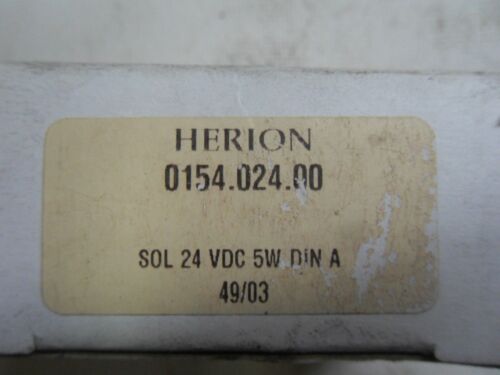 HERION
0154.024.00
SOL 24 VDC 5W DIN A
49/03